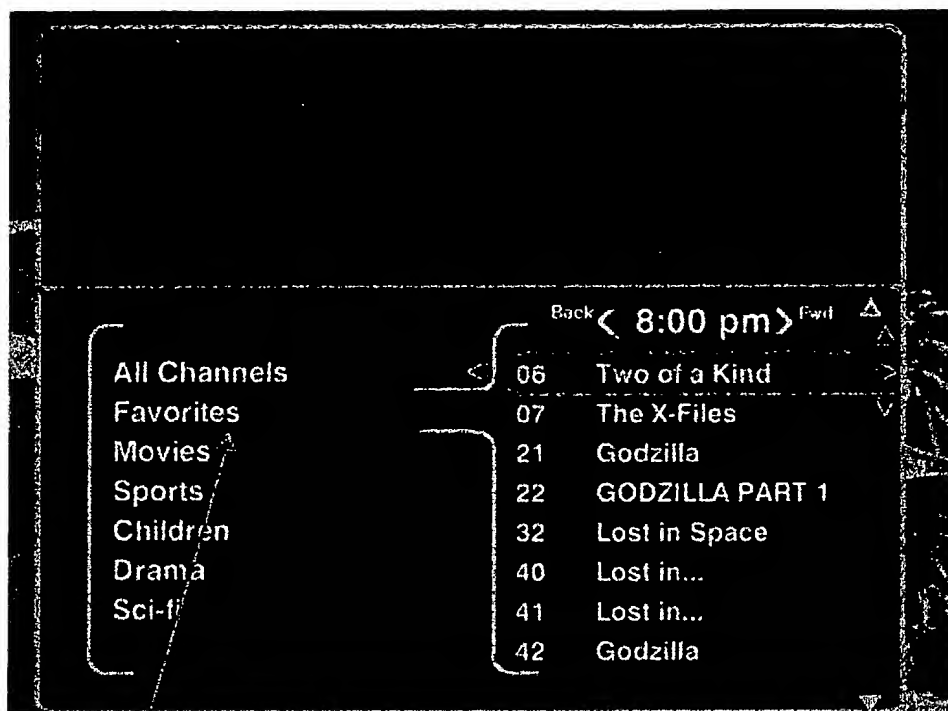 Back < 8:00 pm > Fwd
All Channels
Favorites
Movies
Sports
Children
Drama
Sci-fi
06 Two of a Kind
07 The X-Files
21 Godzilla
22 GODZILLA PART 1
32 Lost in Space
40 Lost in...
41 Lost in...
42 Godzilla